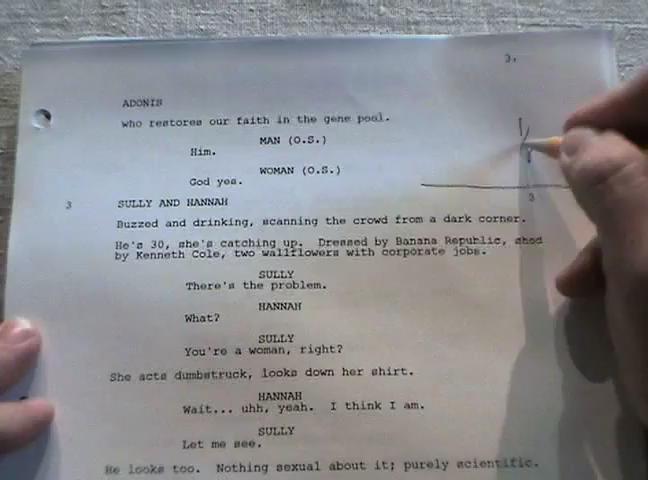 3.
ADONIS
who restores our faith in the gene pool.
MAN (O.S.)
Him.
WOMAN (O.S.)
God yes.
3 SULLY AND HANNAH 3
Buzzed and drinking, scanning the crowd from a dark corner.
He's 30, she's catching up. Dressed by Banana Republic, shod
by Kenneth Cole, two wallflowers with corporate jobs.
SULLY
There's the problem.
HANNAH
What?
SULLY
You're a woman, right?
She acts dumbstruck, looks down her shirt.
HANNAH
Wait... uhh, yeah. I think I am.
SULLY
Let me see.
He looks too. Nothing sexual about it; purely scientific.